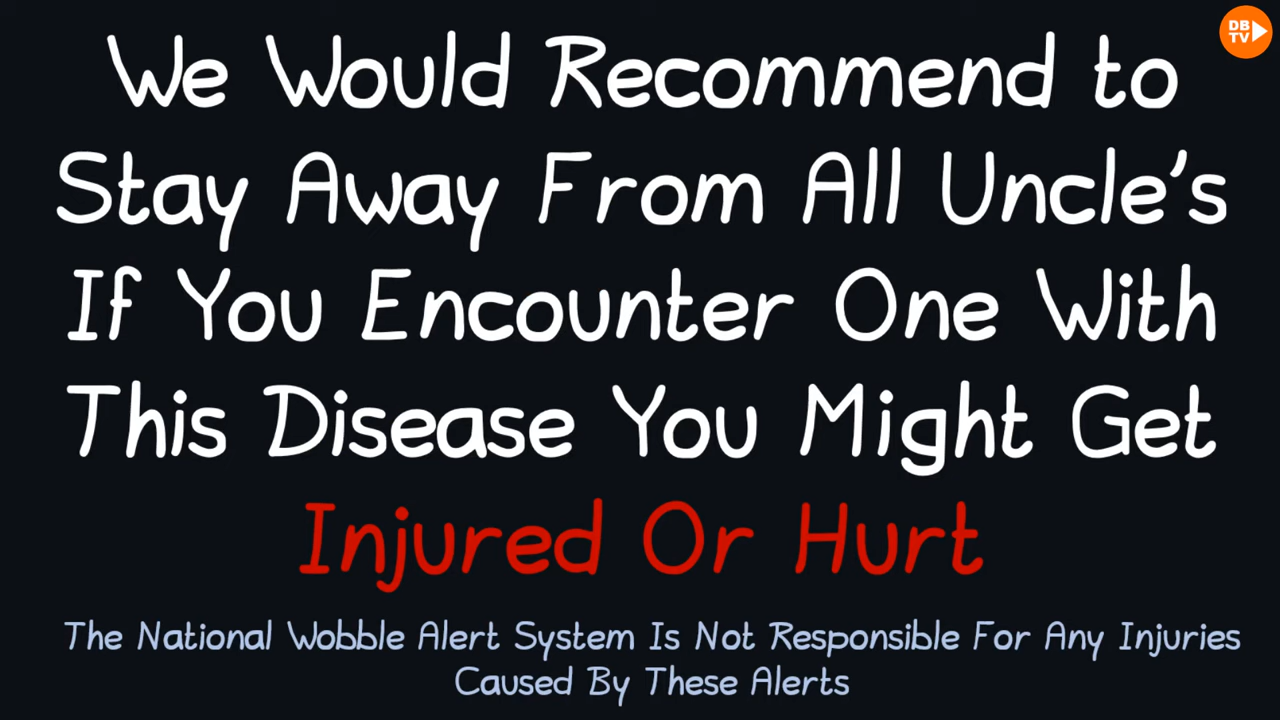 DB
TV
We Would Recommend to
Stay Away From All Uncle's
If You Encounter One With
This Disease You Might Get
Injured Or Hurt
The National Wobble Alert System Is Not Responsible For Any Injuries
Caused By These Alerts